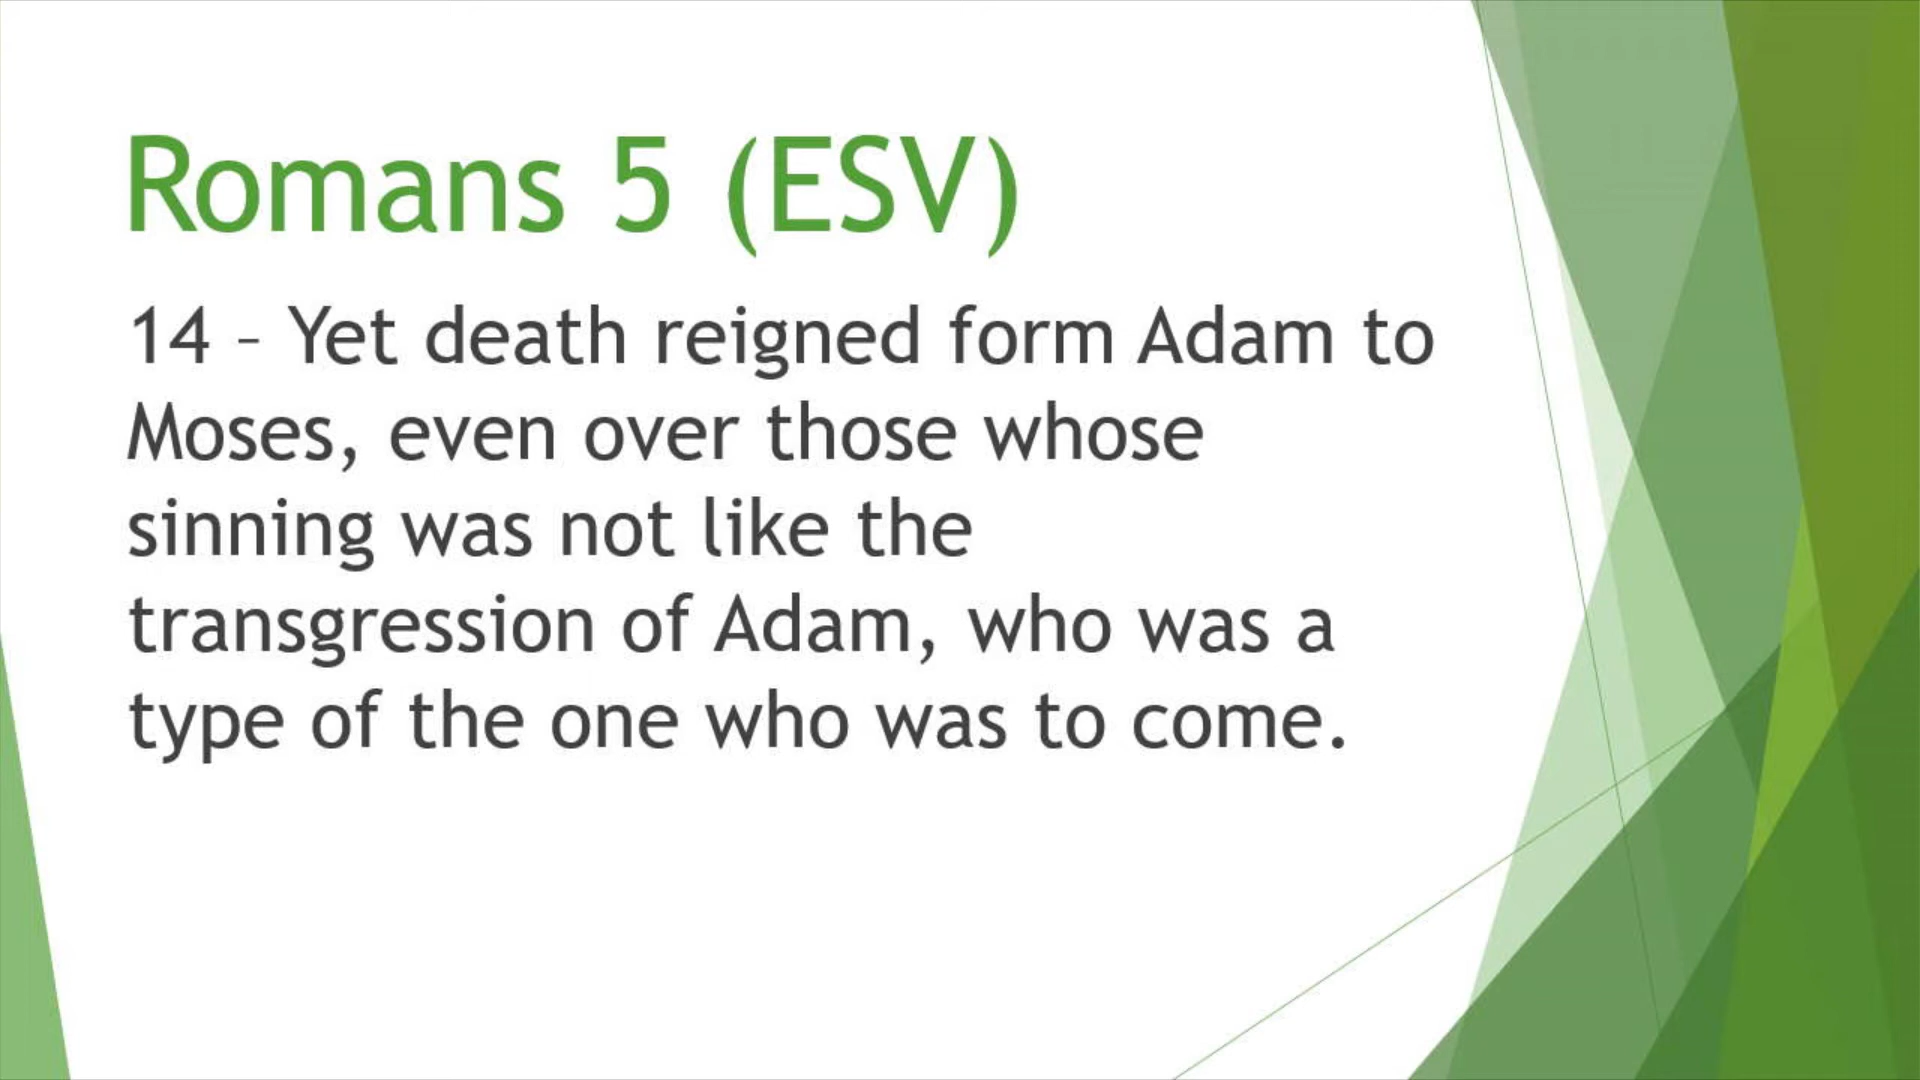 Romans 5 (ESV)
14 – Yet death reigned form Adam to
Moses, even over those whose
sinning was not like the
transgression of Adam, who was a
type of the one who was to come.